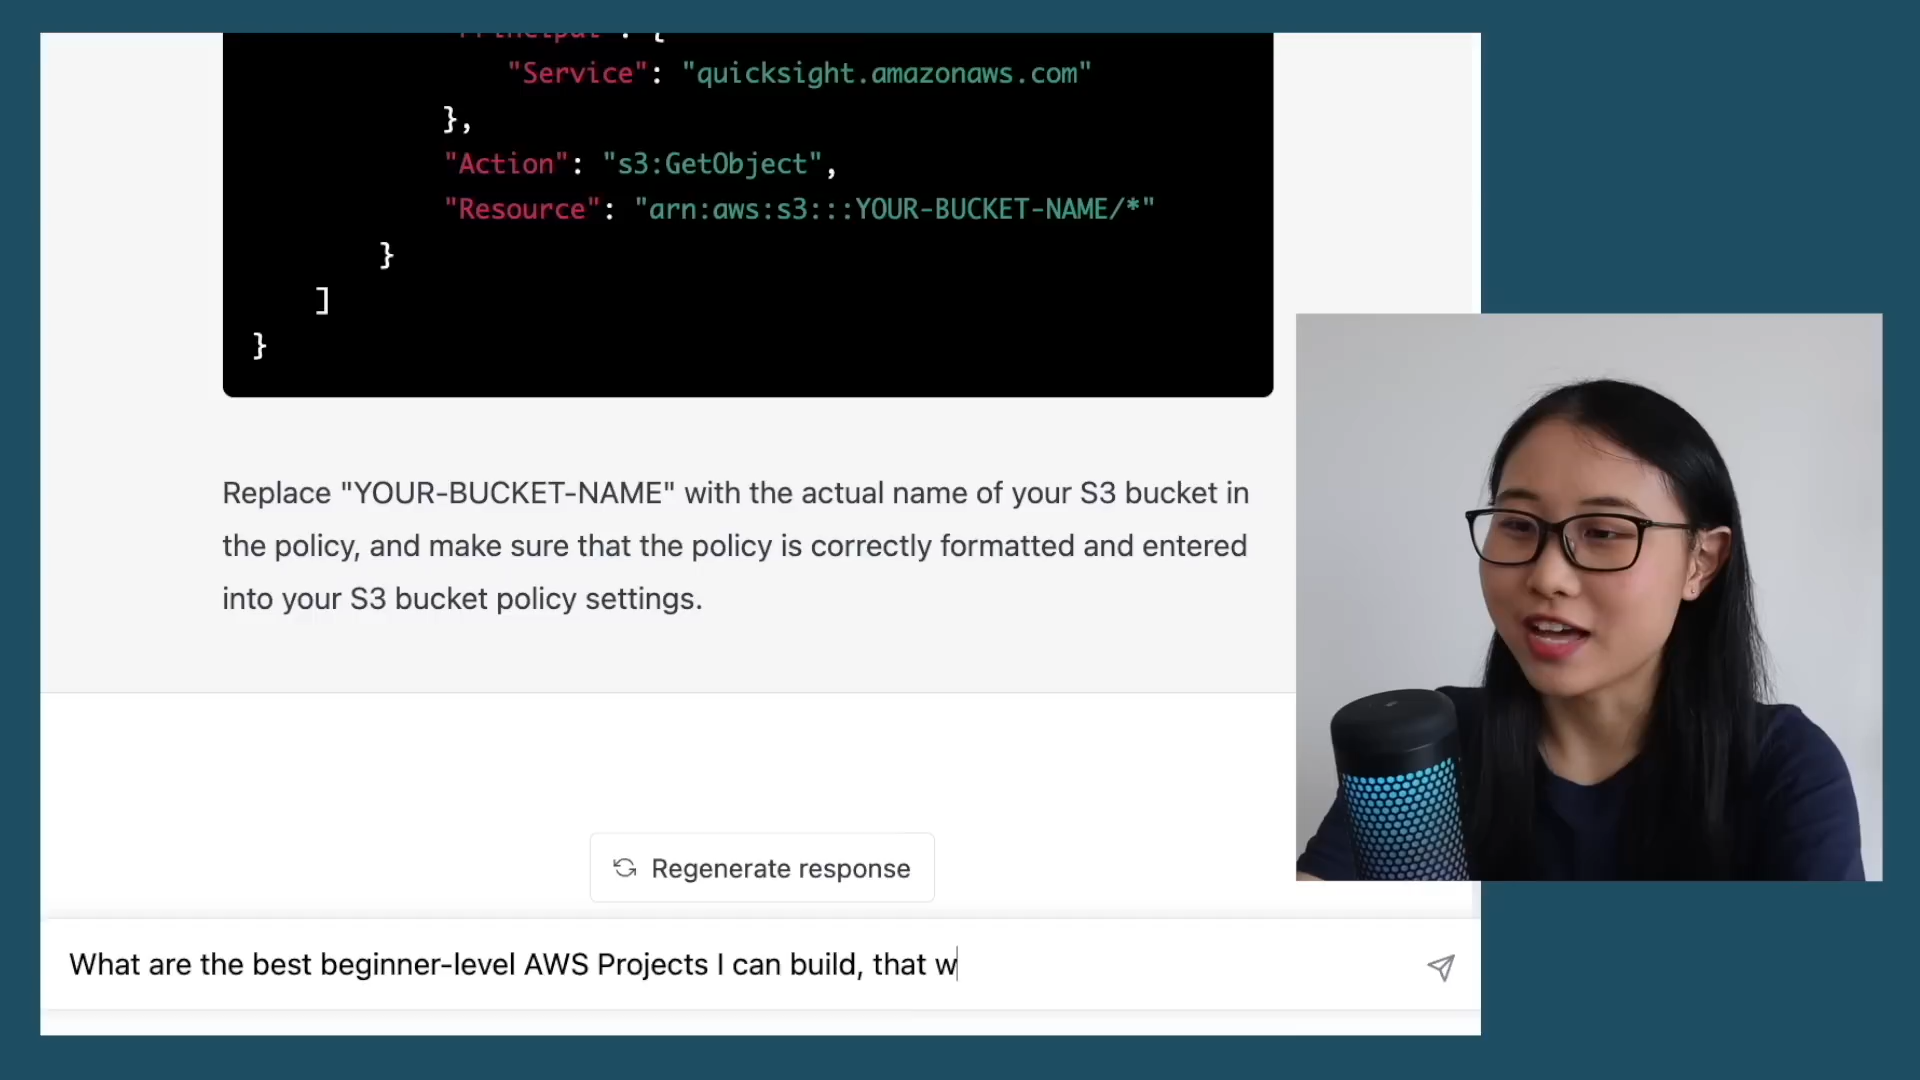 "Principal": {
"Service": "quicksight.amazonaws.com"
},
"Action": "s3:GetObject",
"Resource": "arn:aws:s3:::YOUR-BUCKET-NAME/*"
}
]
}
Replace "YOUR-BUCKET-NAME" with the actual name of your S3 bucket in
the policy, and make sure that the policy is correctly formatted and entered
into your S3 bucket policy settings.
Regenerate response
What are the best beginner-level AWS Projects I can build, that w